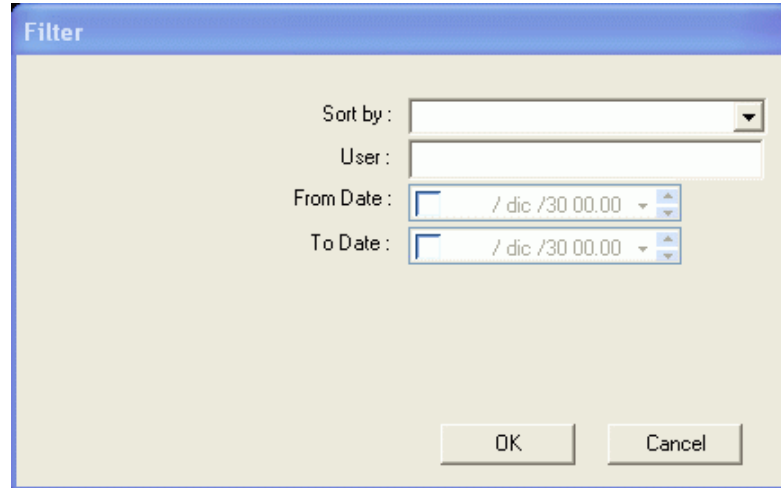 Filter
Sort by :
User :
From Date : / dic /30 00.00
To Date : / dic /30 00.00
OK Cancel